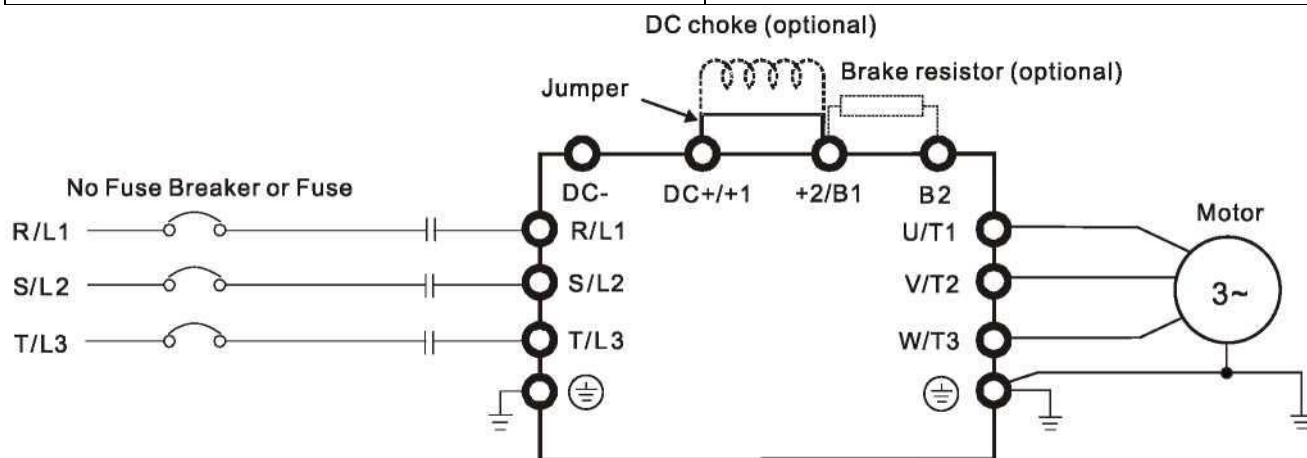 DC choke (optional)
Jumper
Brake resistor (optional)
No Fuse Breaker or Fuse
DC-
DC+/+1
+2/B1
B2
Motor
R/L1
R/L1
U/T1
S/L2
S/L2
V/T2
3~
T/L3
T/L3
W/T3